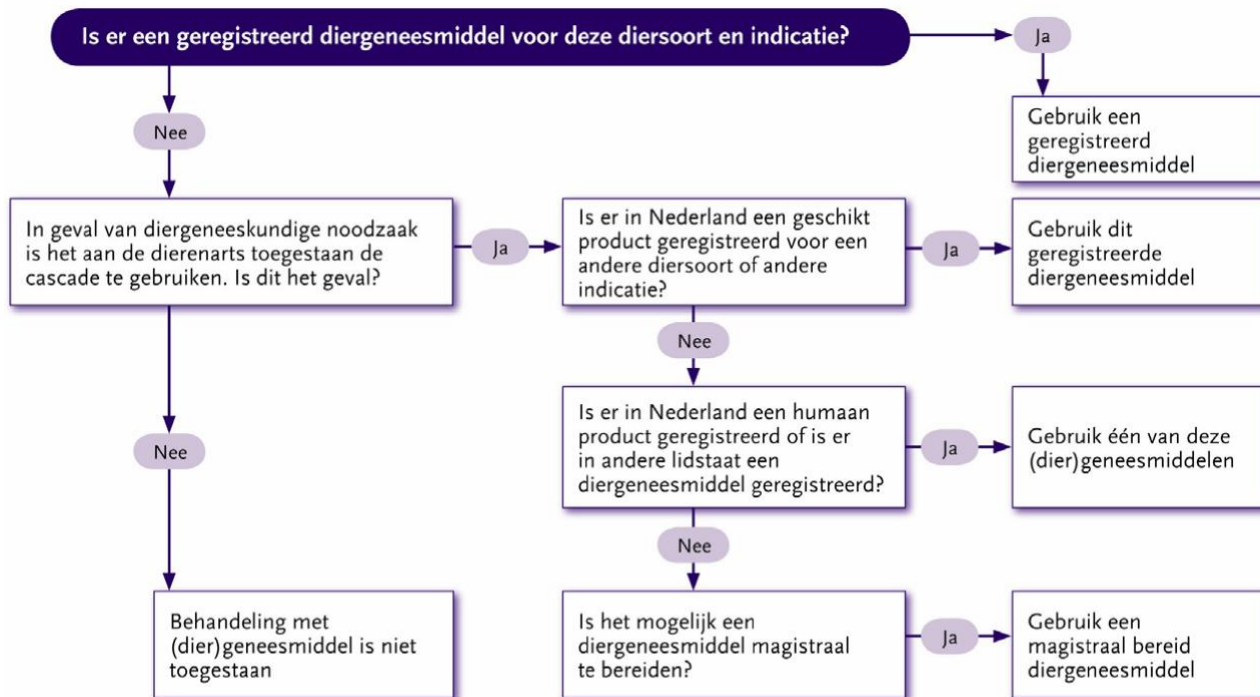 Is er een geregistreerd diergeneesmiddel voor deze diersoort en indicatie?
Ja
Gebruik een
geregistreerd
diergeneesmiddel
Nee
In geval van diergeneeskundige noodzaak
is het aan de dierenarts toegestaan de
cascade te gebruiken. Is dit het geval?
Ja
Is er in Nederland een geschikt
product geregistreerd voor een
andere diersoort of andere
indicatie?
Ja
Gebruik dit
geregistreerde
diergeneesmiddel
Nee
Is er in Nederland een humaan
product geregistreerd of is er
in andere lidstaat een
diergeneesmiddel geregistreerd?
Ja
Gebruik één van deze
(dier)geneesmiddelen
Nee
Nee
Behandeling met
(dier)geneesmiddel is niet
toegestaan
Is het mogelijk een
diergeneesmiddel magistraal
te bereiden?
Ja
Gebruik een
magistraal bereid
diergeneesmiddel